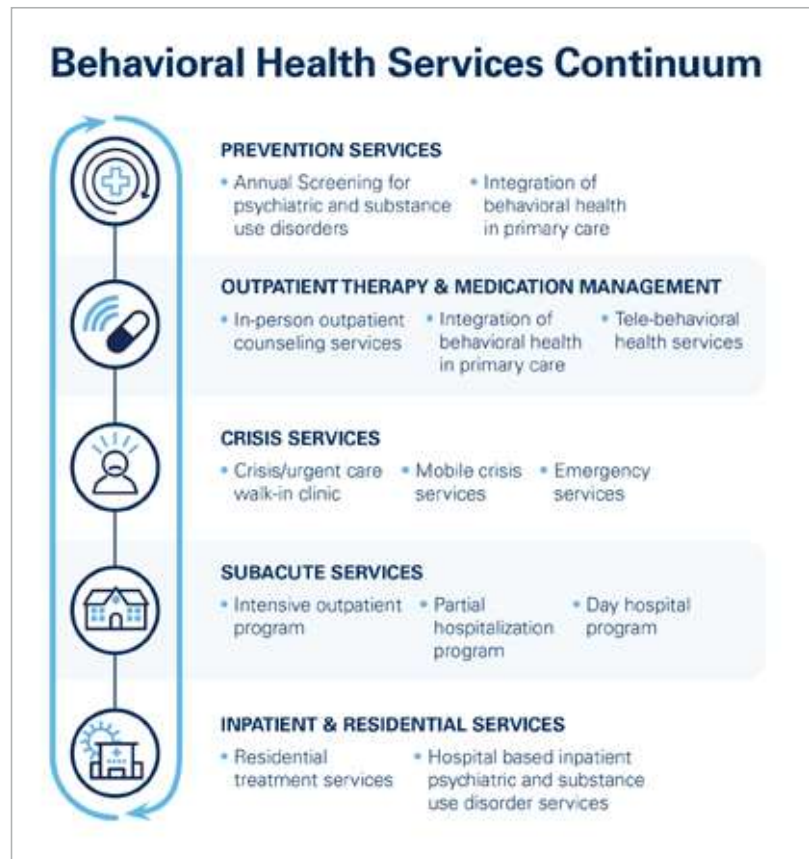 Behavioral Health Services Continuum
PREVENTION SERVICES
• Annual Screening for
psychiatric and substance
use disorders
• Integration of
behavioral health
in primary care
OUTPATIENT THERAPY & MEDICATION MANAGEMENT
• In-person outpatient
counseling services
• Integration of
behavioral health
in primary care
• Tele-behavioral
health services
CRISIS SERVICES
• Crisis/urgent care
walk-in clinic
• Mobile crisis
services
• Emergency
services
SUBACUTE SERVICES
• Intensive outpatient
program
• Partial
hospitalization
program
• Day hospital
program
INPATIENT & RESIDENTIAL SERVICES
• Residential
treatment services
• Hospital based inpatient
psychiatric and substance
use disorder services